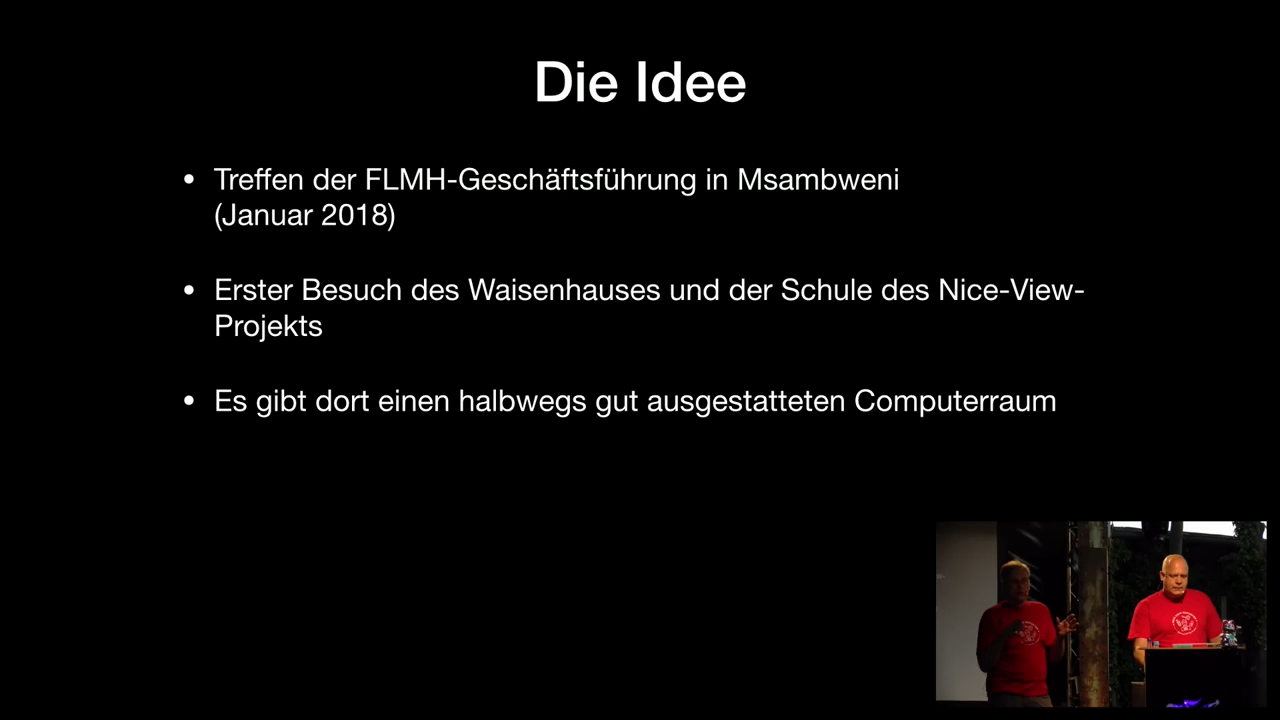 Die Idee
• Treffen der FLMH-Geschäftsführung in Msambweni
(Januar 2018)
• Erster Besuch des Waisenhauses und der Schule des Nice-View-
Projekts
• Es gibt dort einen halbwegs gut ausgestatteten Computerraum